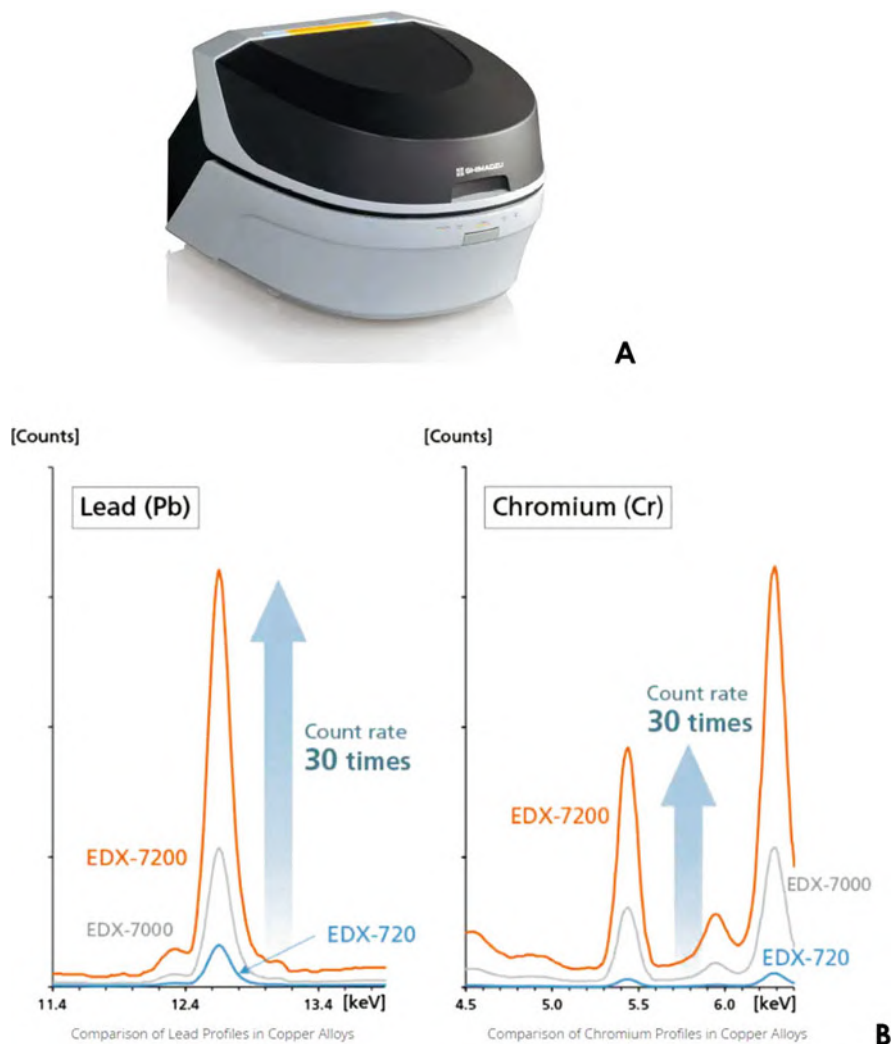 SHIMADZU
A
[Counts]
Lead (Pb)
Count rate
30 times
EDX-7200
EDX-7000
EDX-720
11.4 12.4 13.4 [keV]
Comparison of Lead Profiles in Copper Alloys
[Counts]
Chromium (Cr)
Count rate
30 times
EDX-7200
EDX-7000
EDX-720
4.5 5.0 5.5 6.0 [keV]
Comparison of Chromium Profiles in Copper Alloys
B